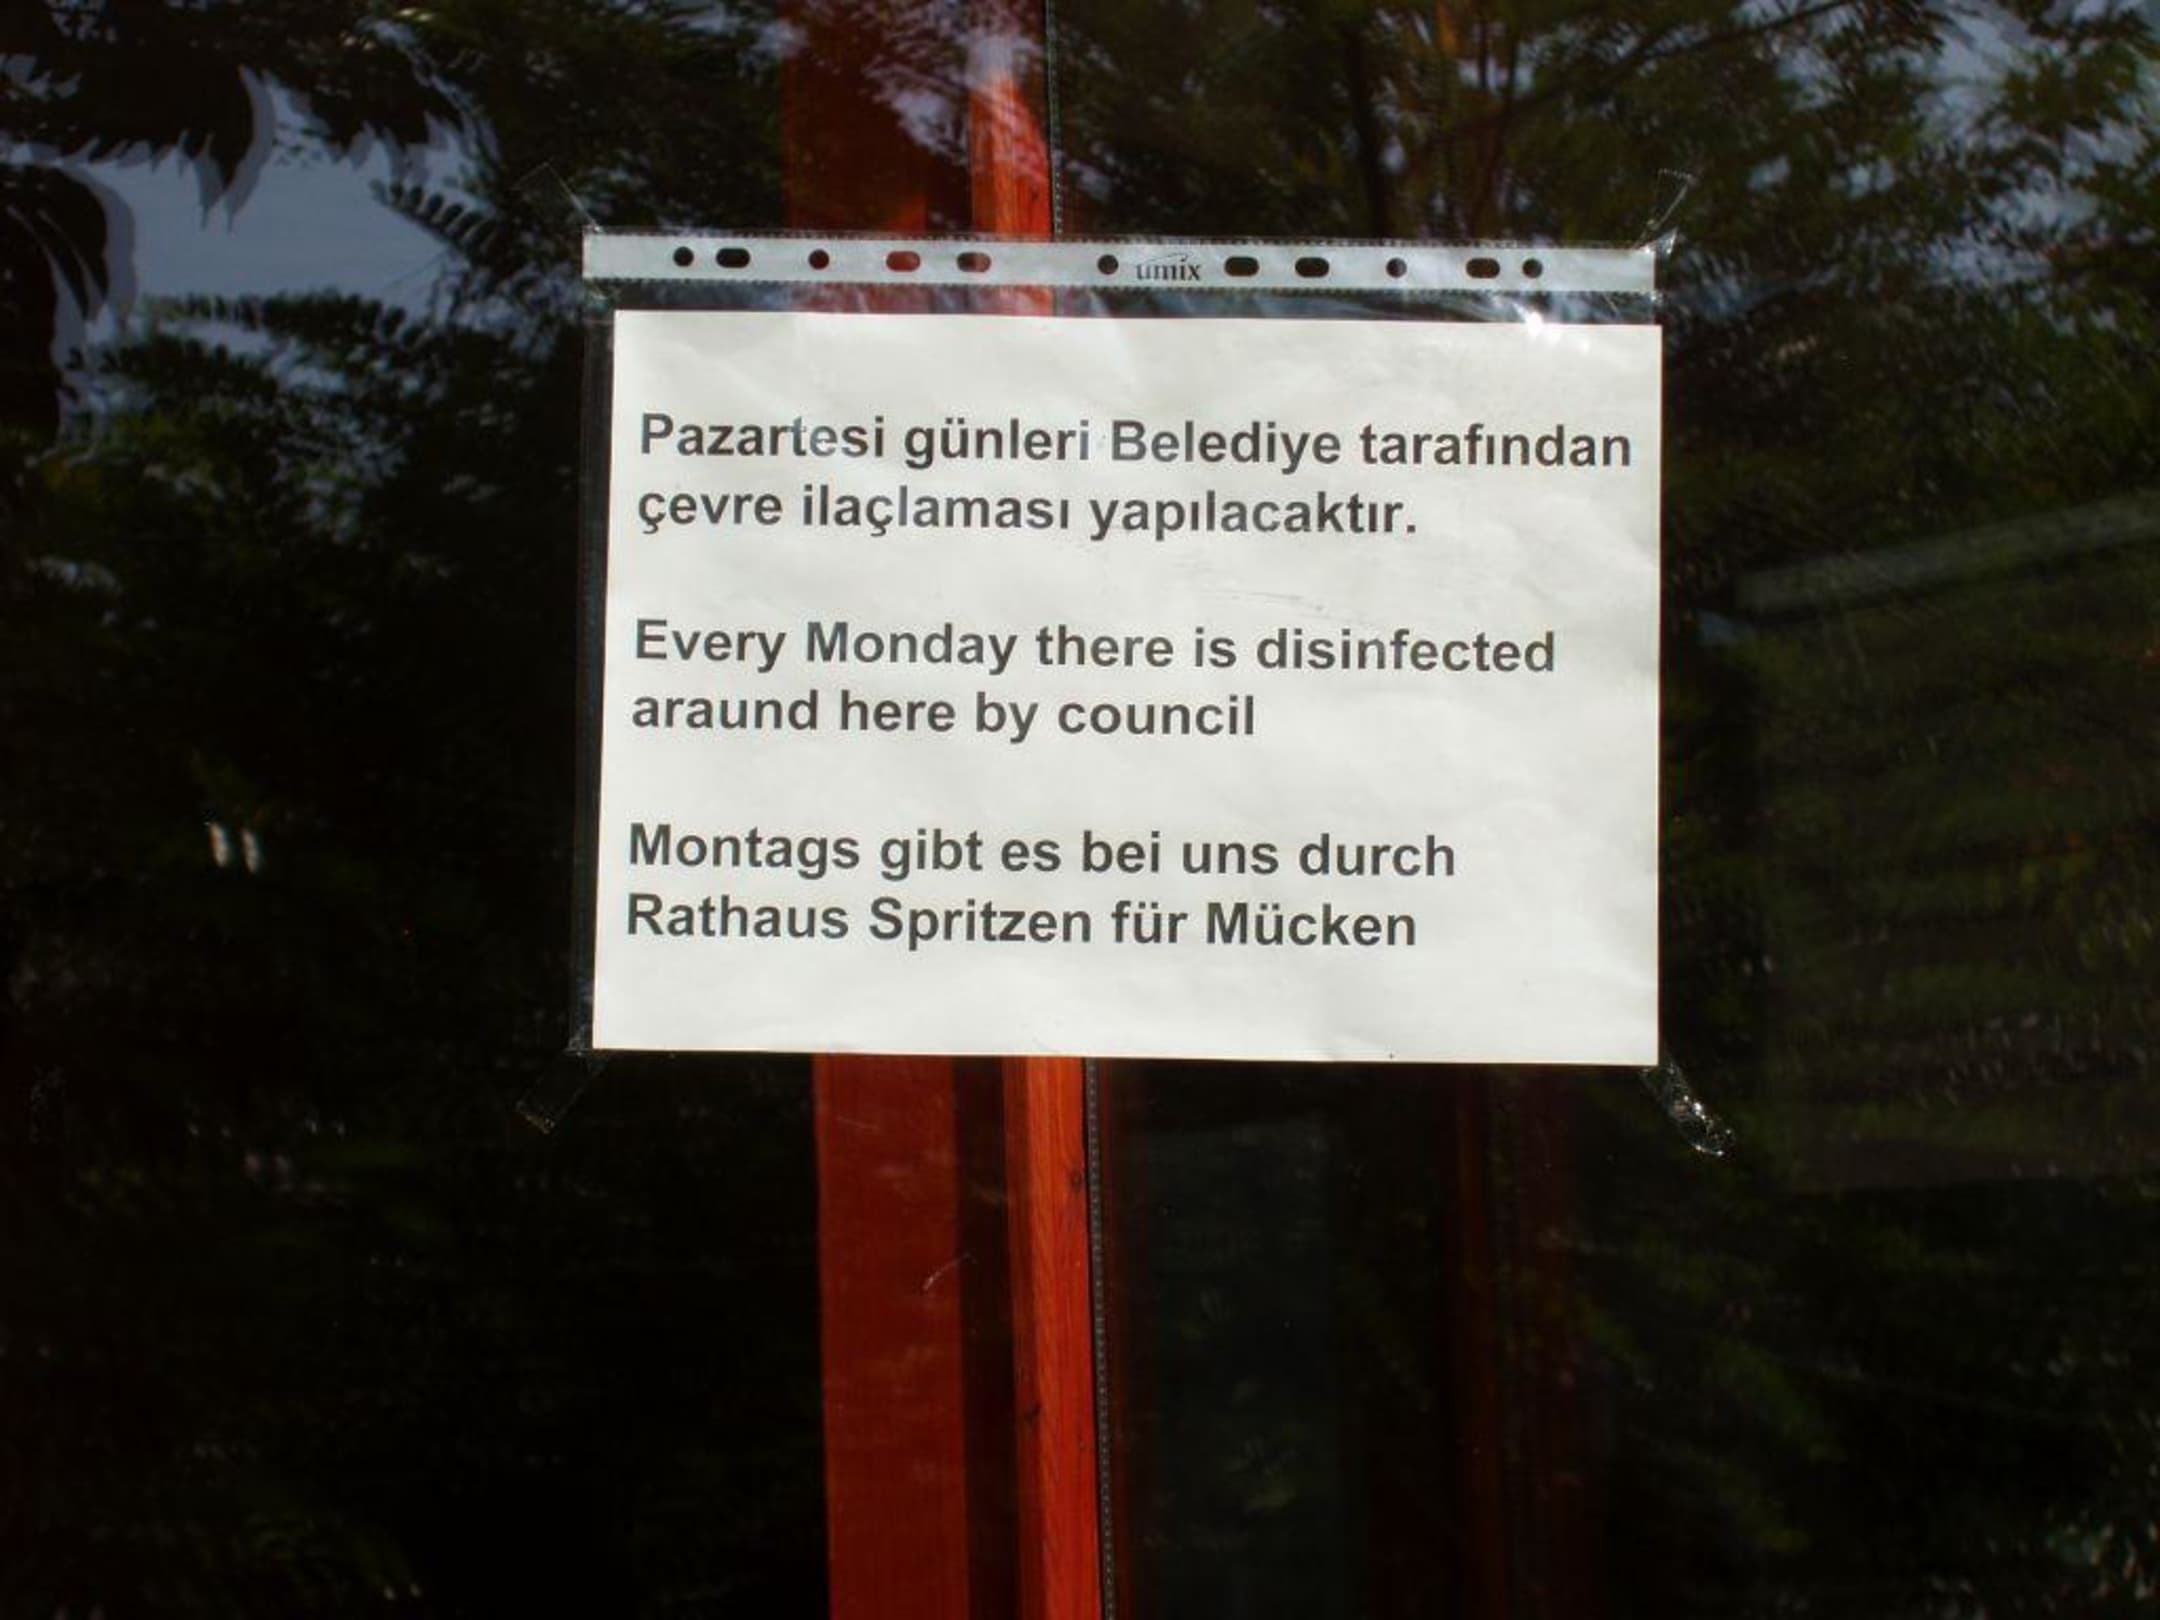 umix
Pazartesi günleri Belediye tarafından
çevre ilaçlaması yapılacaktır.
Every Monday there is disinfected
araund here by council
Montags gibt es bei uns durch
Rathaus Spritzen für Mücken